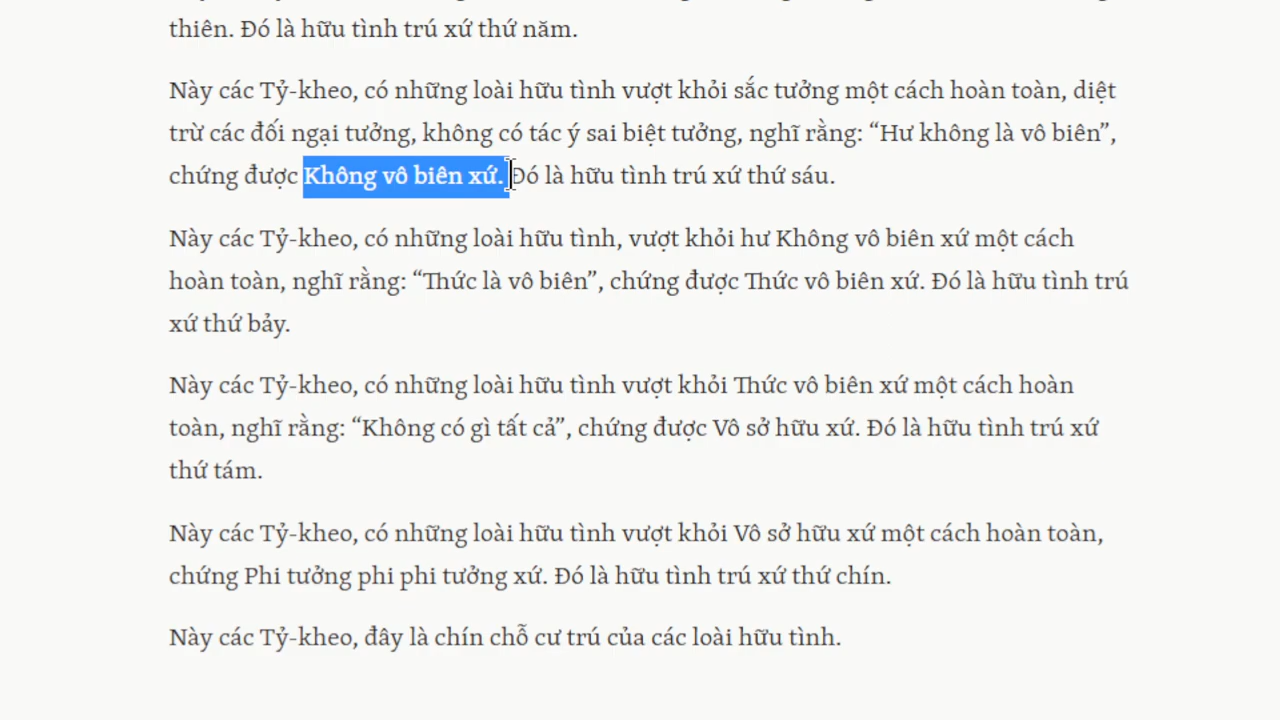 thiên. Đó là hữu tình trú xứ thứ năm.
Này các Tỷ-kheo, có những loài hữu tình vượt khỏi sắc tưởng một cách hoàn toàn, diệt
trừ các đối ngại tưởng, không có tác ý sai biệt tưởng, nghĩ rằng: “Hư không là vô biên”,
chứng được Không vô biên xứ. Đó là hữu tình trú xứ thứ sáu.
Này các Tỷ-kheo, có những loài hữu tình, vượt khỏi hư Không vô biên xứ một cách
hoàn toàn, nghĩ rằng: “Thức là vô biên”, chứng được Thức vô biên xứ. Đó là hữu tình trú
xứ thứ bảy.
Này các Tỷ-kheo, có những loài hữu tình vượt khỏi Thức vô biên xứ một cách hoàn
toàn, nghĩ rằng: “Không có gì tất cả”, chứng được Vô sở hữu xứ. Đó là hữu tình trú xứ
thứ tám.
Này các Tỷ-kheo, có những loài hữu tình vượt khỏi Vô sở hữu xứ một cách hoàn toàn,
chứng Phi tưởng phi phi tưởng xứ. Đó là hữu tình trú xứ thứ chín.
Này các Tỷ-kheo, đây là chín chỗ cư trú của các loài hữu tình.